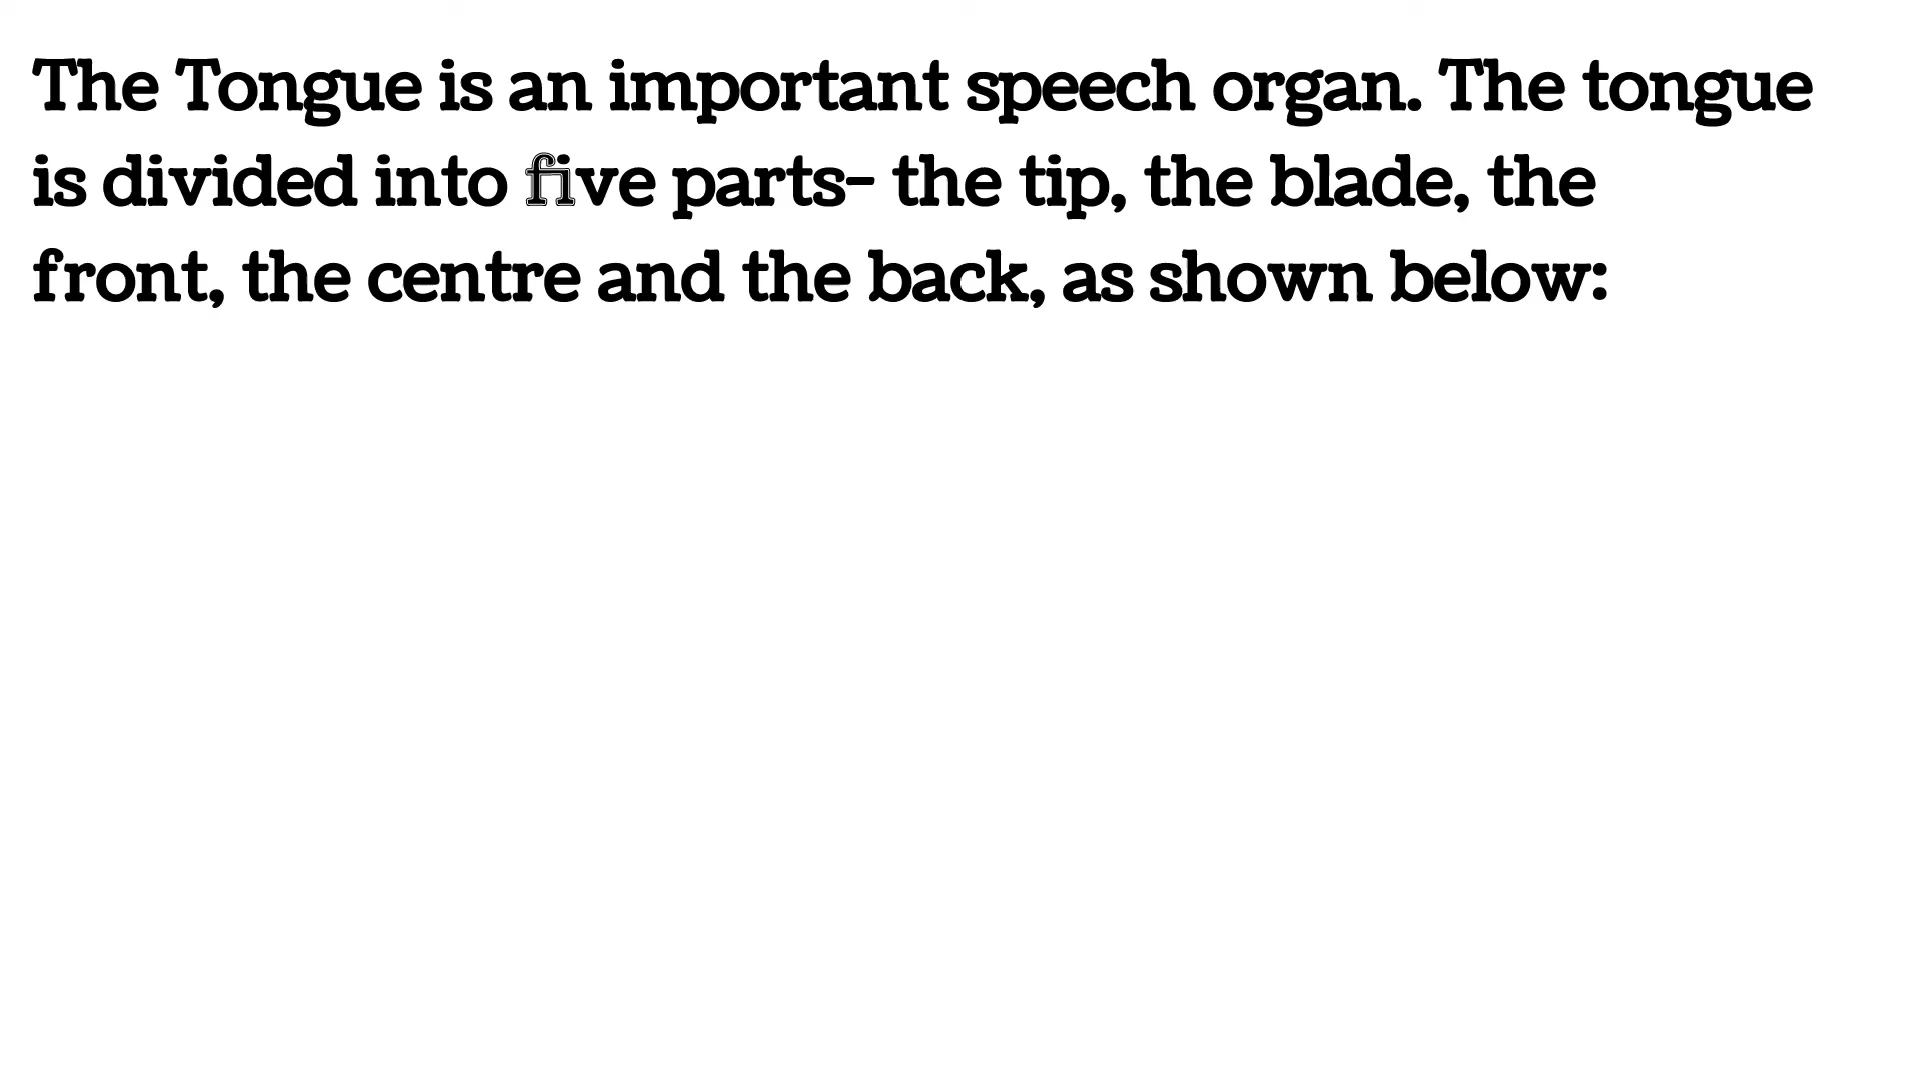 The Tongue is an important speech organ. The tongue
is divided into five parts- the tip, the blade, the
front, the centre and the back, as shown below: